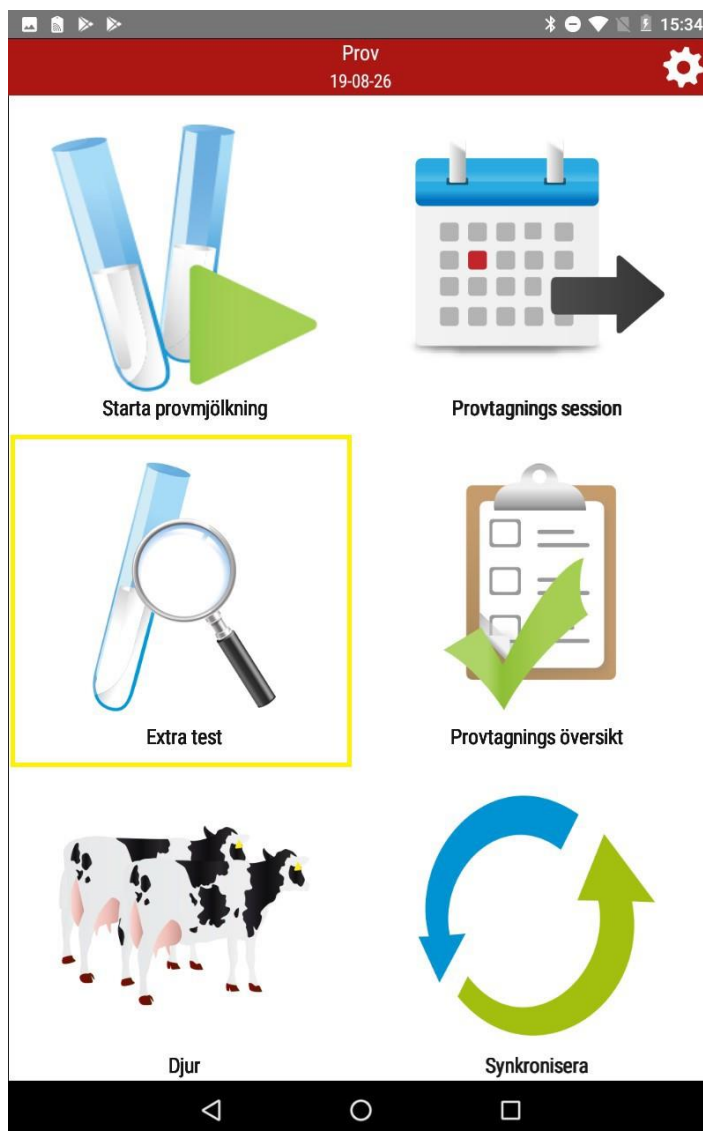 15:34
Prov
19-08-26
Starta provmjölkning
Provtagnings session
Extra test
Provtagnings översikt
Djur
Synkronisera